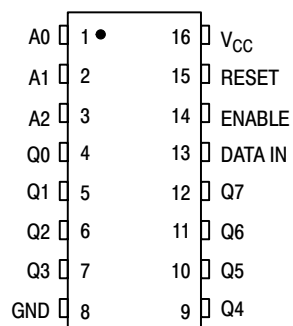 A0 1 16 VCC
A1 2 15 RESET
A2 3 14 ENABLE
Q0 4 13 DATA IN
Q1 5 12 Q7
Q2 6 11 Q6
Q3 7 10 Q5
GND 8 9 Q4